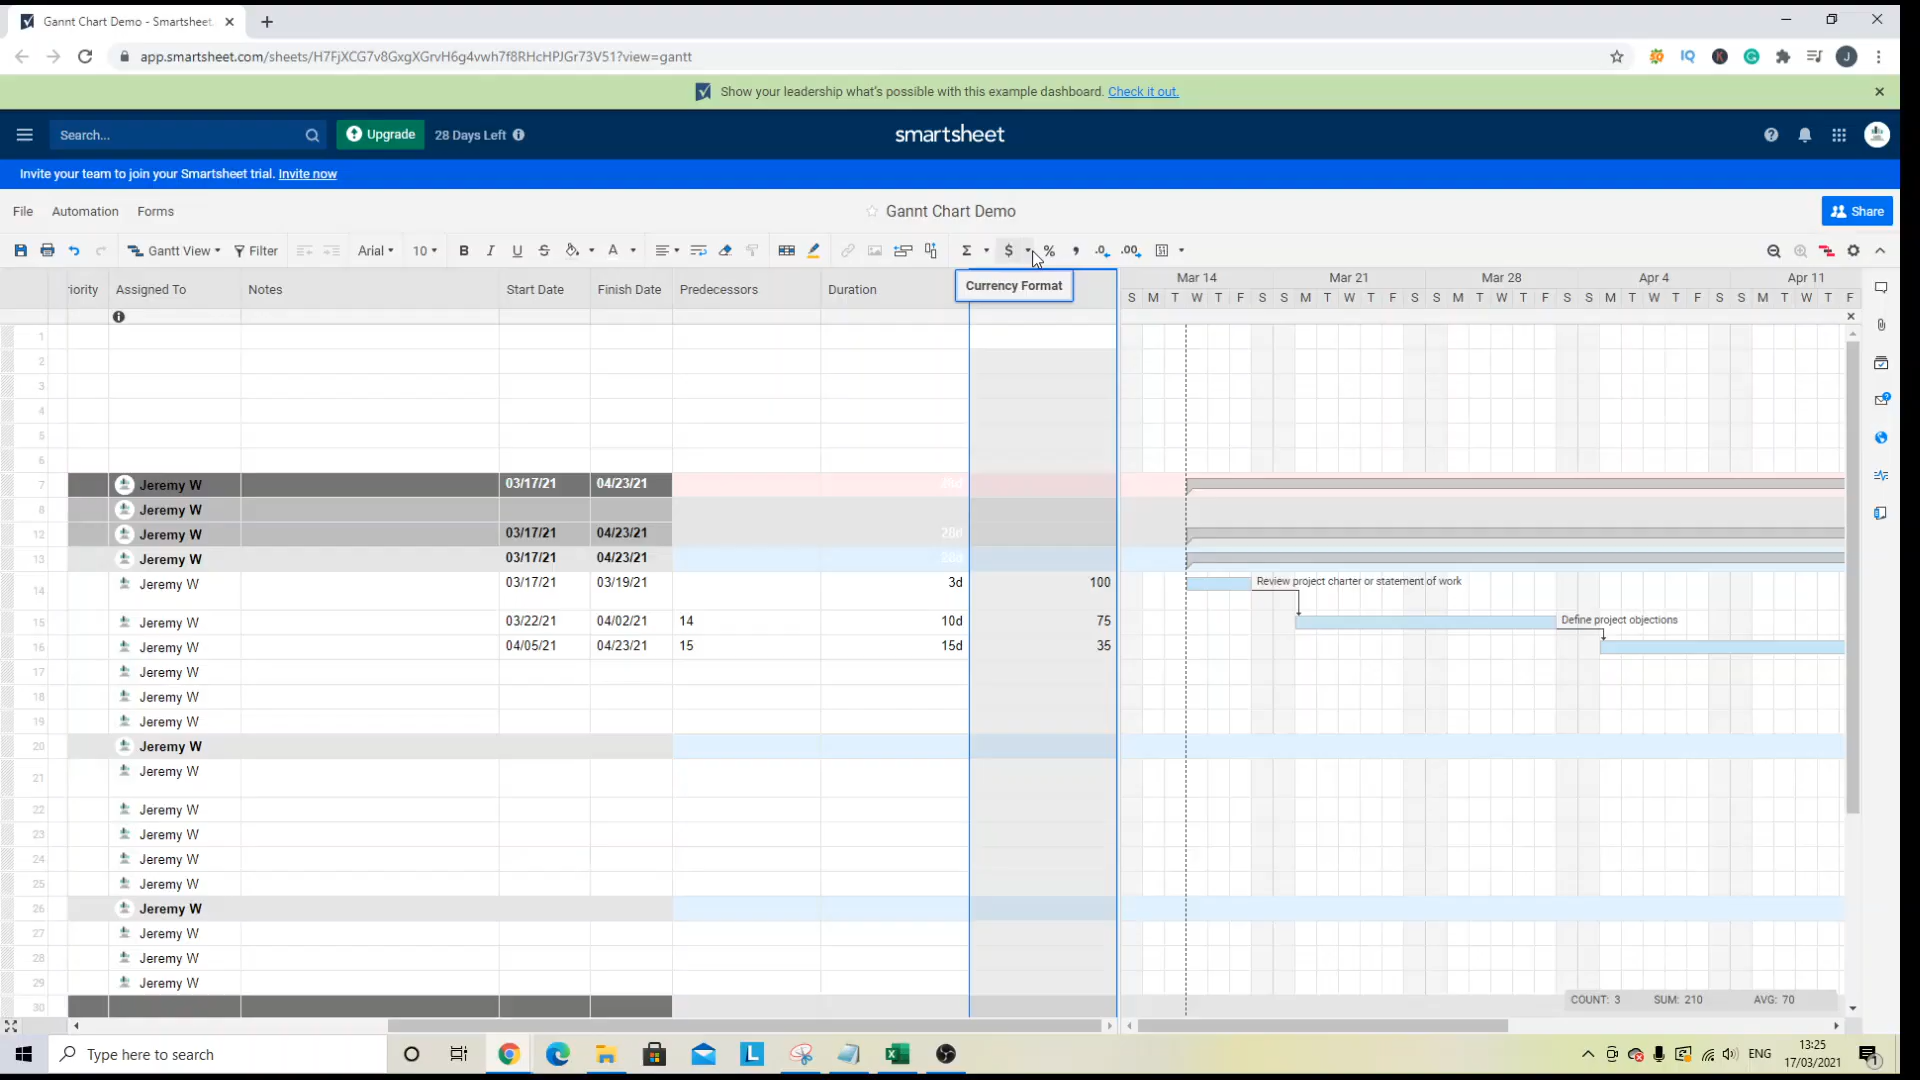 Gannt Chart Demo - Smartsheet.
app.smartsheet.com/sheets/H7FjXCG7v8GxgXGrvH6g4vwh7f8RHcHPJGr73V51?view=gantt
Show your leadership what's possible with this example dashboard. Check it out.
Search... Upgrade 28 Days Left smartsheet
Invite your team to join your Smartsheet trial. Invite now
File Automation Forms Gannt Chart Demo Share
Gantt View Filter Arial 10 B I U S A Σ $ % , .0 .00
Currency Format
iority Assigned To Notes Start Date Finish Date Predecessors Duration
Mar 14 Mar 21 Mar 28 Apr 4 Apr 11
S M T W T F S S M T W T F S S M T W T F S S M T W T F S S M T W T F
1
2
3
4
5
6
7 Jeremy W 03/17/21 04/23/21
8 Jeremy W
12 Jeremy W 03/17/21 04/23/21 28d
13 Jeremy W 03/17/21 04/23/21 28d
14 Jeremy W 03/17/21 03/19/21 3d 100 Review project charter or statement of work
15 Jeremy W 03/22/21 04/02/21 14 10d 75 Define project objections
16 Jeremy W 04/05/21 04/23/21 15 15d 35
17 Jeremy W
18 Jeremy W
19 Jeremy W
20 Jeremy W
21 Jeremy W
22 Jeremy W
23 Jeremy W
24 Jeremy W
25 Jeremy W
26 Jeremy W
27 Jeremy W
28 Jeremy W
29 Jeremy W
30
COUNT: 3 SUM: 210 AVG: 70
Type here to search
ENG
13:25
17/03/2021